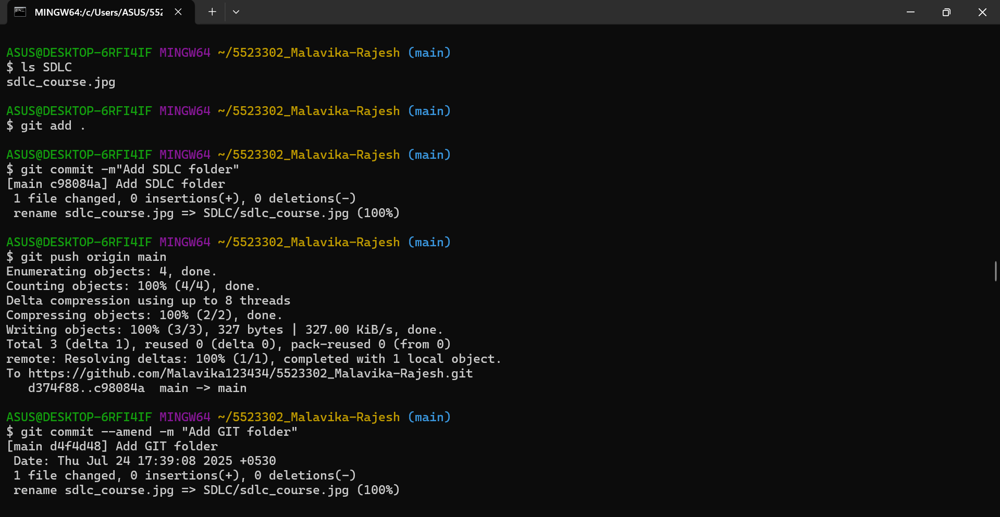 MINGW64:/c/Users/ASUS/552
ASUS@DESKTOP-6RFI4IF MINGW64 ~/5523302_Malavika-Rajesh (main)
$ ls SDLC
sdlc_course.jpg
ASUS@DESKTOP-6RFI4IF MINGW64 ~/5523302_Malavika-Rajesh (main)
$ git add .
ASUS@DESKTOP-6RFI4IF MINGW64 ~/5523302_Malavika-Rajesh (main)
$ git commit -m"Add SDLC folder"
[main c98084a] Add SDLC folder
1 file changed, 0 insertions(+), 0 deletions(-)
rename sdlc_course.jpg => SDLC/sdlc_course.jpg (100%)
ASUS@DESKTOP-6RFI4IF MINGW64 ~/5523302_Malavika-Rajesh (main)
$ git push origin main
Enumerating objects: 4, done.
Counting objects: 100% (4/4), done.
Delta compression using up to 8 threads
Compressing objects: 100% (2/2), done.
Writing objects: 100% (3/3), 327 bytes | 327.00 KiB/s, done.
Total 3 (delta 1), reused 0 (delta 0), pack-reused 0 (from 0)
remote: Resolving deltas: 100% (1/1), completed with 1 local object.
To https://github.com/Malavika123434/5523302_Malavika-Rajesh.git
d374f88..c98084a  main -> main
ASUS@DESKTOP-6RFI4IF MINGW64 ~/5523302_Malavika-Rajesh (main)
$ git commit --amend -m "Add GIT folder"
[main d4f4d48] Add GIT folder
Date: Thu Jul 24 17:39:08 2025 +0530
1 file changed, 0 insertions(+), 0 deletions(-)
rename sdlc_course.jpg => SDLC/sdlc_course.jpg (100%)